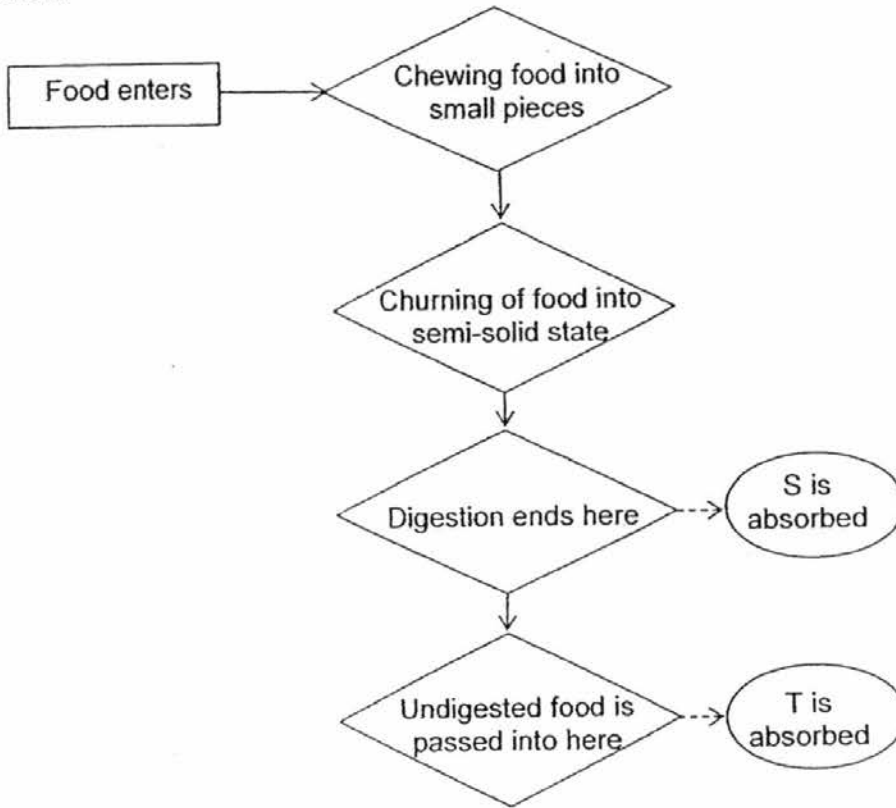 Food enters
Chewing food into
small pieces
Churning of food into
semi-solid state
Digestion ends here
S is
absorbed
Undigested food is
passed into here
T is
absorbed